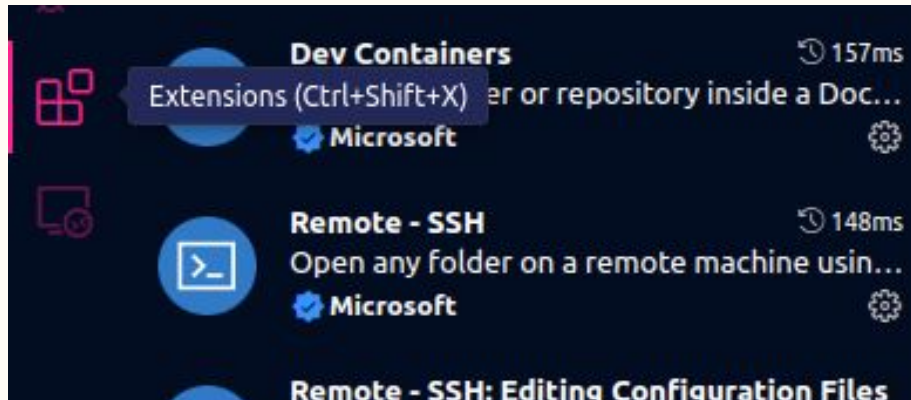 Dev Containers 157ms
Extensions (Ctrl+Shift+X) er or repository inside a Doc...
Microsoft
Remote - SSH 148ms
Open any folder on a remote machine usin...
Microsoft
Remote - SSH: Editing Configuration Files